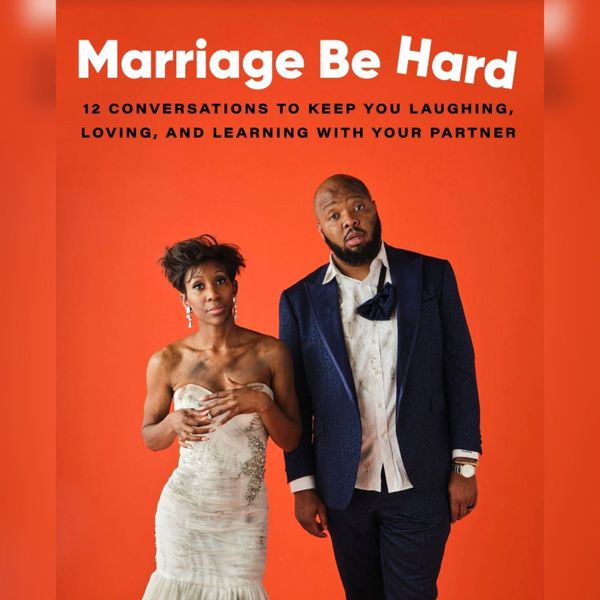 Marriage Be Hard
12 CONVERSATIONS TO KEEP YOU LAUGHING,
LOVING, AND LEARNING WITH YOUR PARTNER